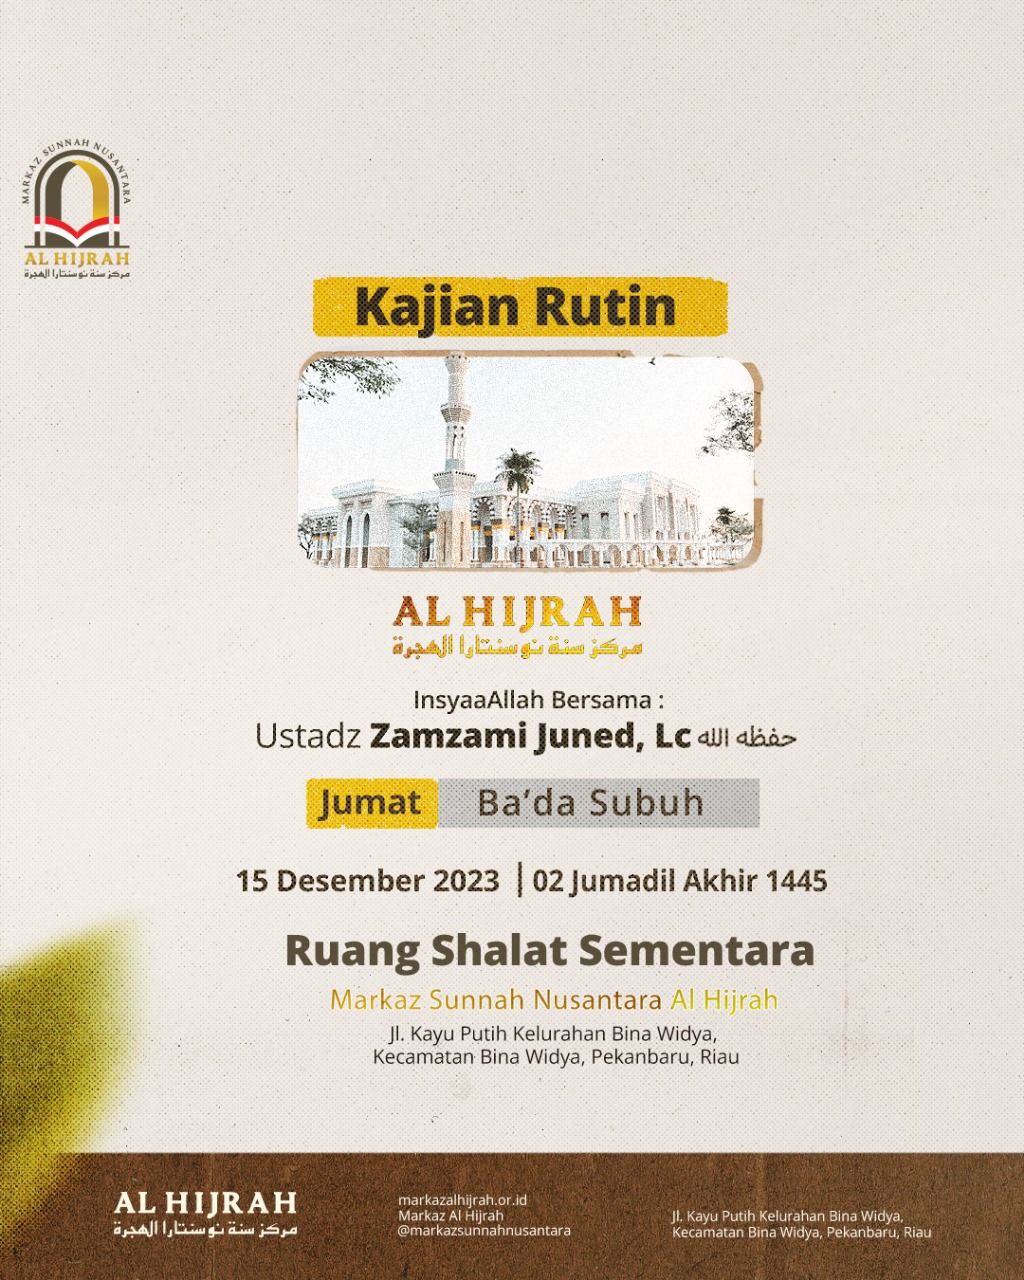 MARKAZ SUNNAH NUSANTARA
AL HIJRAH
مركز سنة نوسنتارا الهجرة
Kajian Rutin
AL HIJRAH
مركز سنة نوسنتارا الهجرة
InsyaaAllah Bersama :
Ustadz Zamzami Juned, Lc حفظه الله
Jumat Ba’da Subuh
15 Desember 2023 | 02 Jumadil Akhir 1445
Ruang Shalat Sementara
Markaz Sunnah Nusantara Al Hijrah
Jl. Kayu Putih Kelurahan Bina Widya,
Kecamatan Bina Widya, Pekanbaru, Riau
AL HIJRAH
مركز سنة نوسنتارا الهجرة
markazalhijrah.or.id
Markaz Al Hijrah
@markazsunnahnusantara
Jl. Kayu Putih Kelurahan Bina Widya,
Kecamatan Bina Widya, Pekanbaru, Riau